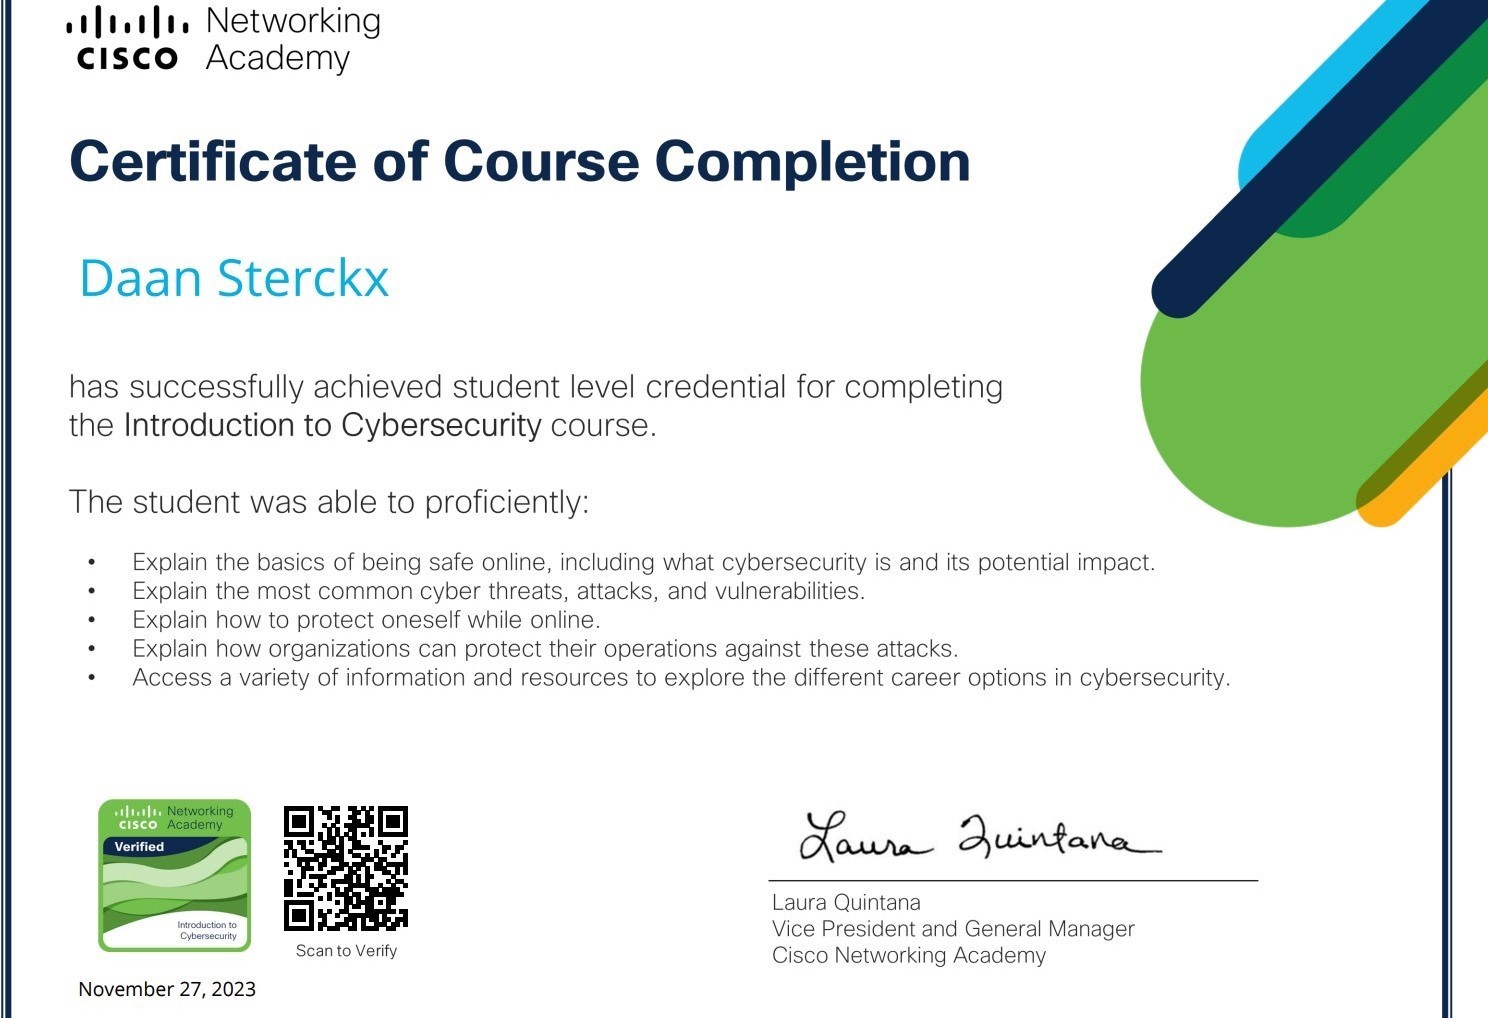 Networking
CISCO Academy
Certificate of Course Completion
Daan Sterckx
has successfully achieved student level credential for completing
the Introduction to Cybersecurity course.
The student was able to proficiently:
• Explain the basics of being safe online, including what cybersecurity is and its potential impact.
• Explain the most common cyber threats, attacks, and vulnerabilities.
• Explain how to protect oneself while online.
• Explain how organizations can protect their operations against these attacks.
• Access a variety of information and resources to explore the different career options in cybersecurity.
Networking
CISCO Academy
Verified
Introduction to
Cybersecurity
Scan to Verify
November 27, 2023
Laura Quintana
Laura Quintana
Vice President and General Manager
Cisco Networking Academy